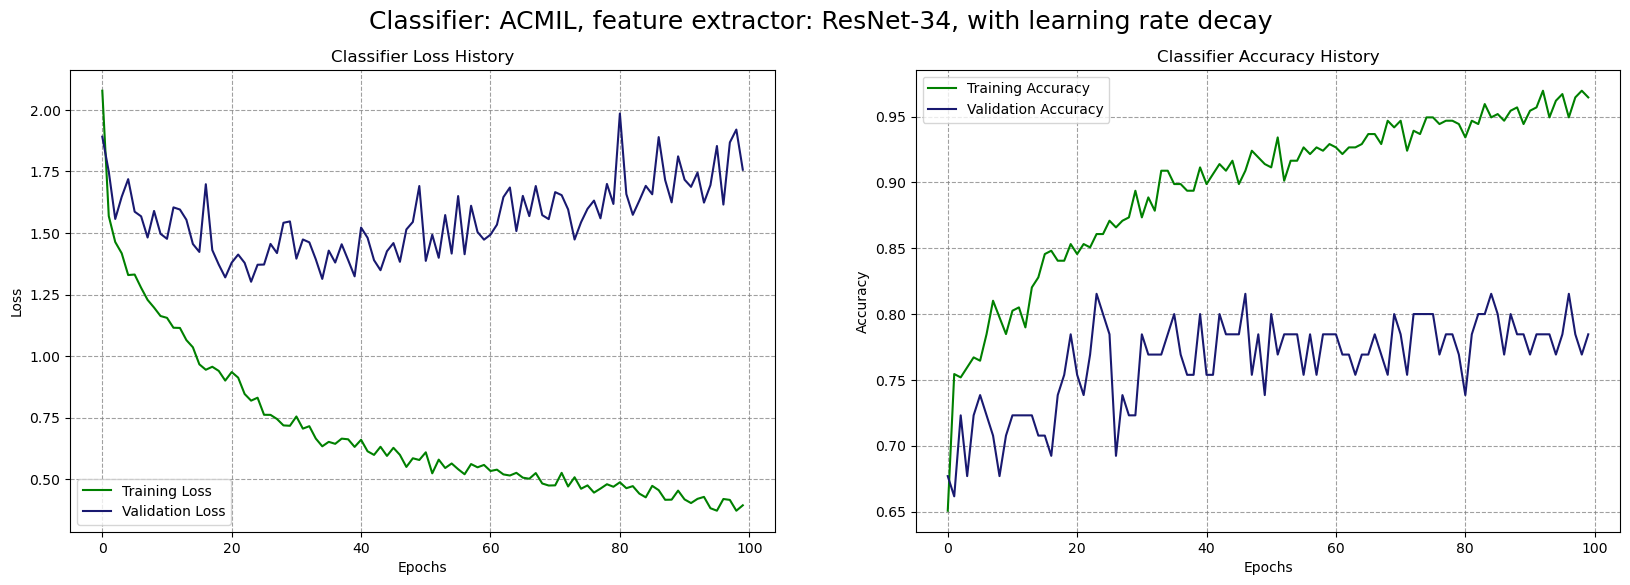 Classifier: ACMIL, feature extractor: ResNet-34, with learning rate decay
Classifier Loss History
2.00
1.75
1.50
1.25
1.00
0.75
0.50
Loss
Training Loss
Validation Loss
0 20 40 60 80 100
Epochs
Classifier Accuracy History
Training Accuracy
Validation Accuracy
0.95
0.90
0.85
0.80
0.75
0.70
0.65
Accuracy
0 20 40 60 80 100
Epochs